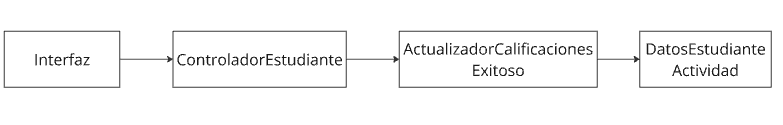 Interfaz
ControladorEstudiante
ActualizadorCalificaciones
Exitoso
DatosEstudiante
Actividad